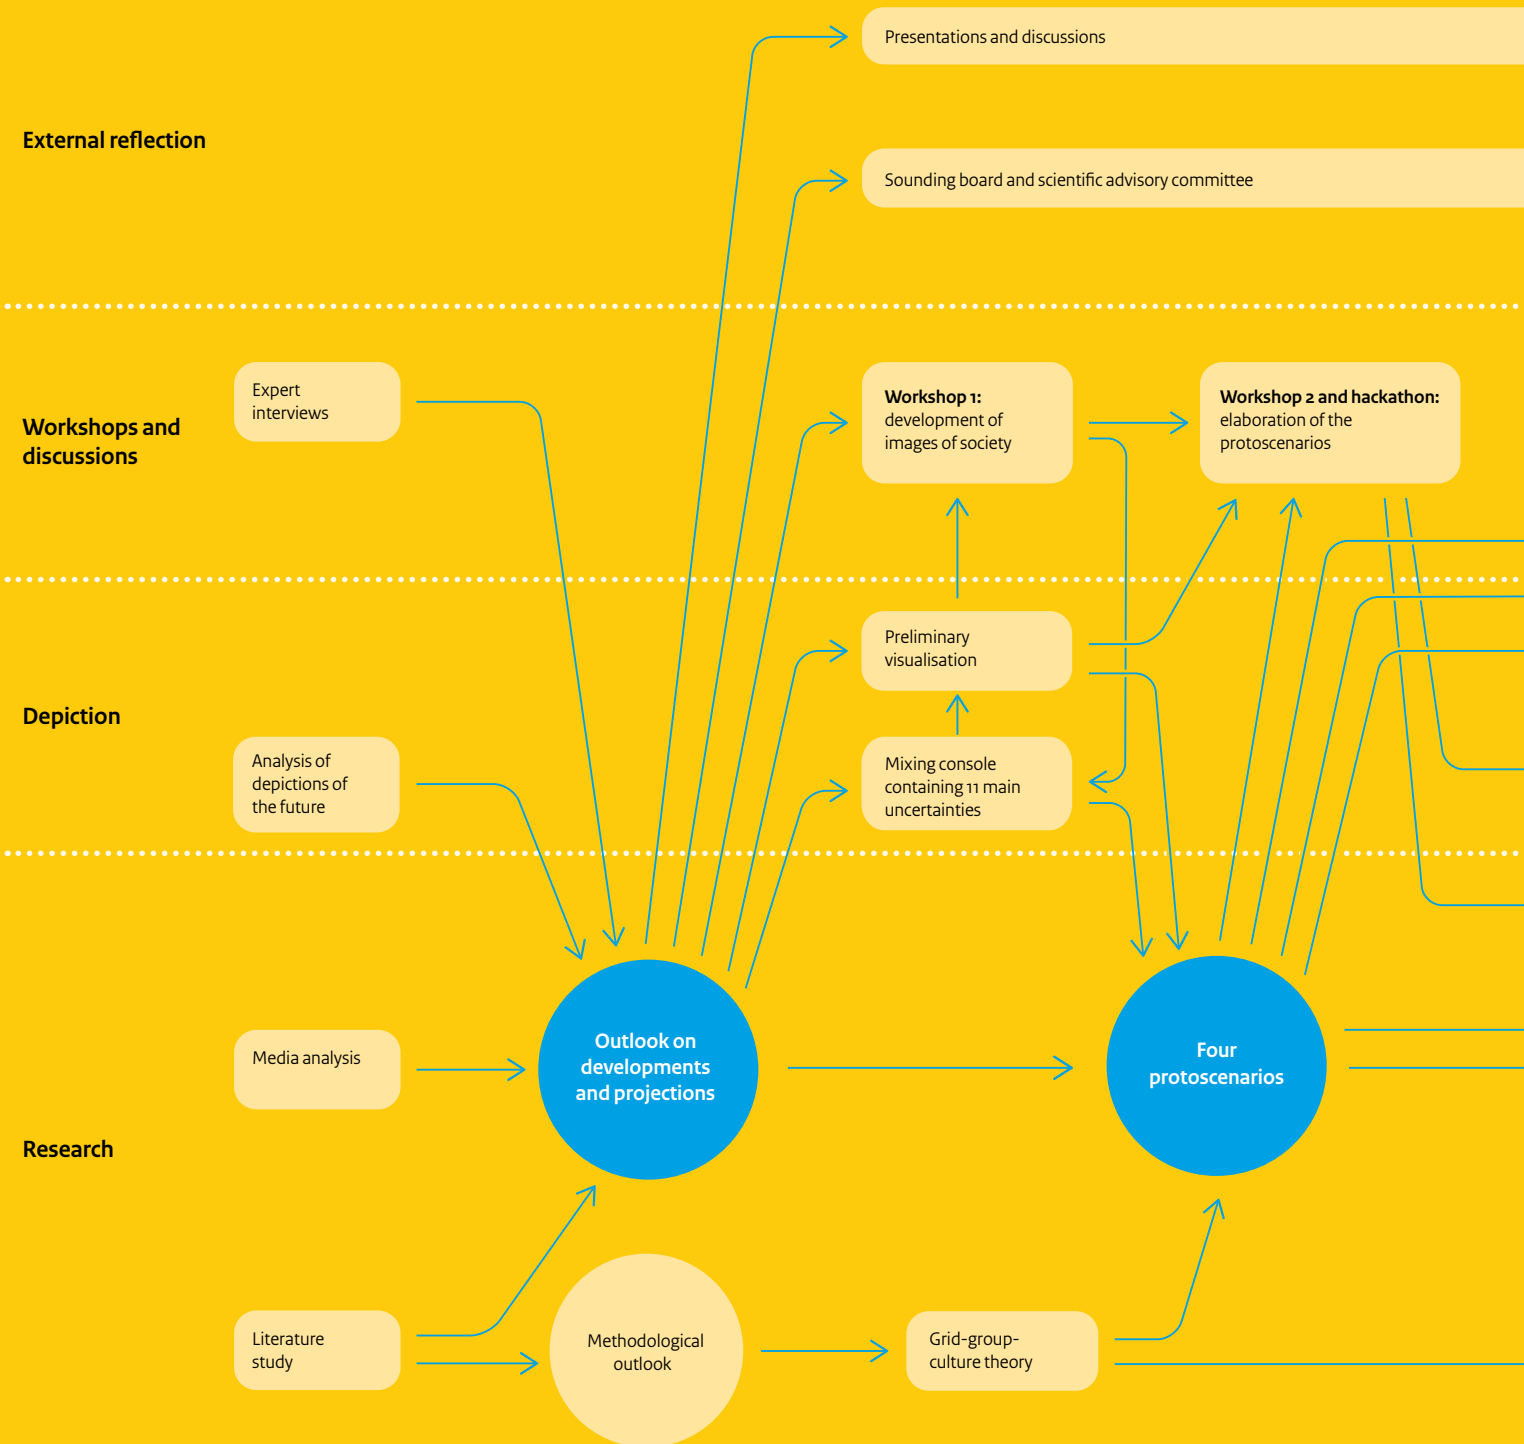 Presentations and discussions
External reflection
Sounding board and scientific advisory committee
Workshops and
discussions
Expert
interviews
Workshop 1:
development of
images of society
Workshop 2 and hackathon:
elaboration of the
protoscenarios
Depiction
Preliminary
visualisation
Analysis of
depictions of
the future
Mixing console
containing 11 main
uncertainties
Research
Media analysis
Outlook on
developments
and projections
Four
protoscenarios
Literature
study
Methodological
outlook
Grid-group-
culture theory